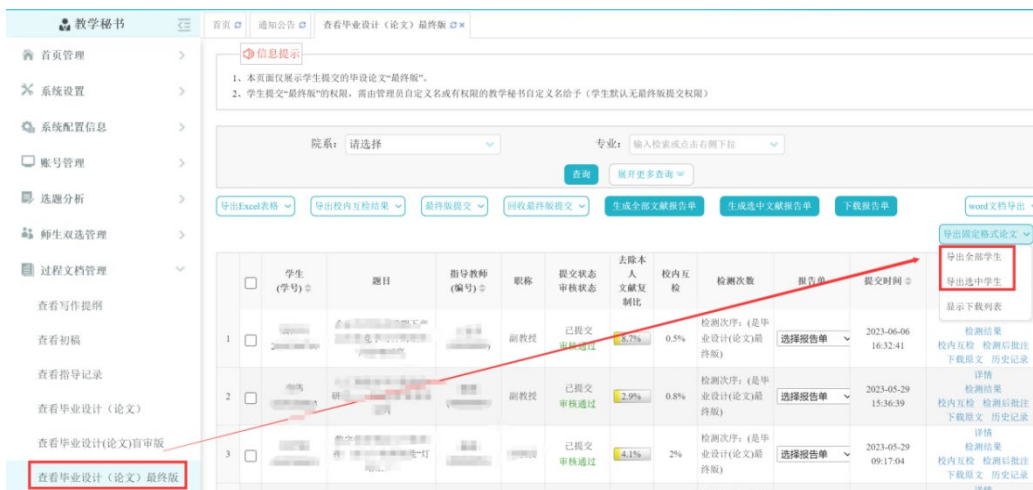 教学秘书
首页 通知公告 查看毕业设计（论文）最终版
首页管理
系统设置
系统配置信息
账号管理
选题分析
师生双选管理
过程文档管理
查看写作提纲
查看初稿
查看指导记录
查看毕业设计（论文）
查看毕业设计(论文)盲审版
查看毕业设计（论文）最终版
信息提示
1、本页面仅展示学生提交的毕设论文“最终版”。
2、学生提交“最终版”的权限，需由管理员自定义名或有权限的教学秘书自定义名给予（学生默认无最终版提交权限）
院系： 请选择 专业： 输入检索或点击右侧下拉
查询 展开更多查询
导出Excel表格 导出校内互检结果 最终版提交 回收最终版提交 生成全部文献报告单 生成选中文献报告单 下载报告单 word文档导出
导出固定格式论文
导出全部学生
导出选中学生
显示下载列表
学生（学号） 题目 指导教师（编号） 职称 提交状态 审核状态 去除本人文献复制比 校内互检 检测次数 报告单 提交时间
1 副教授 已提交 审核通过 8.7% 0.5% 检测次序：(是毕业设计(论文)最终版) 选择报告单 2023-06-06 16:32:41
检测结果
校内互检 检测后批注
下载原文 历史记录
2 副教授 已提交 审核通过 2.9% 0.8% 检测次序：(是毕业设计(论文)最终版) 选择报告单 2023-05-29 15:36:39
详情
检测结果
校内互检 检测后批注
下载原文 历史记录
3 已提交 审核通过 4.1% 2% 检测次序：(是毕业设计(论文)最终版) 选择报告单 2023-05-29 09:17:04
详情
检测结果
校内互检 检测后批注
下载原文 历史记录